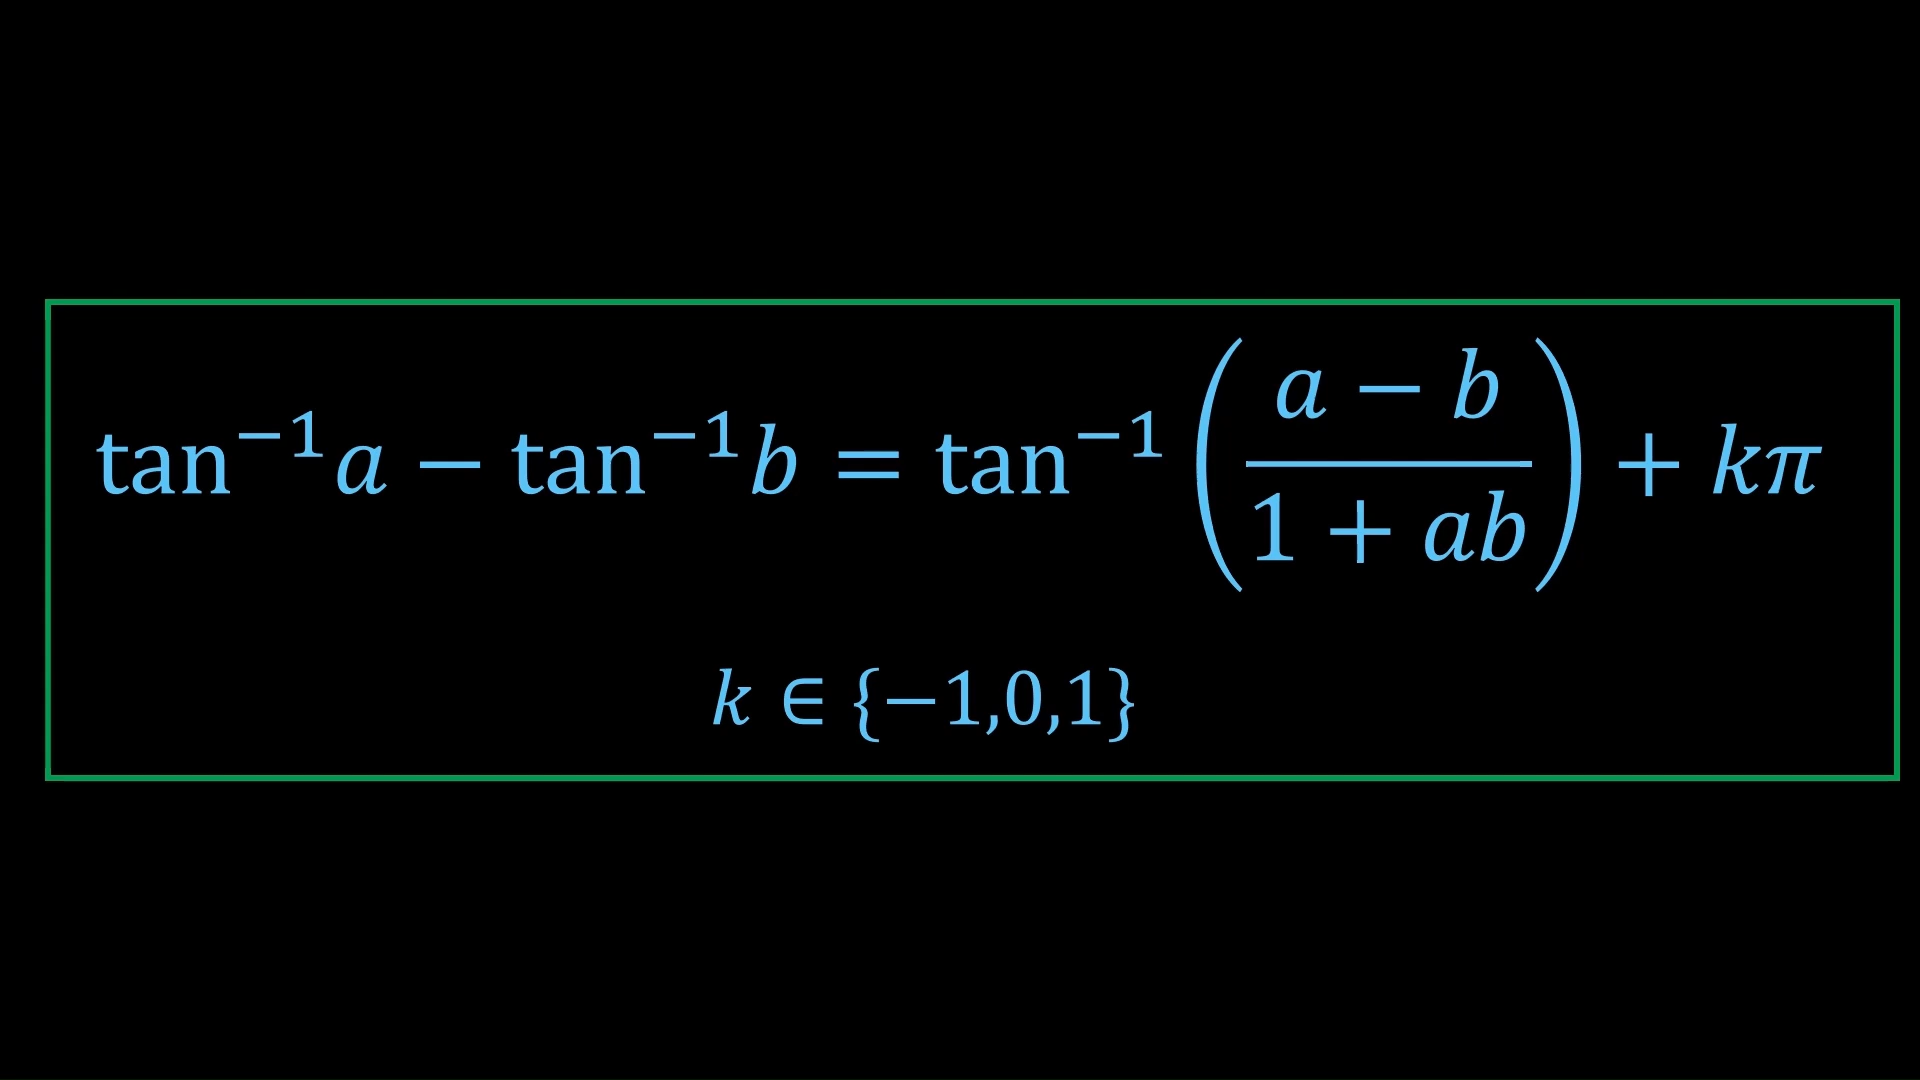 tan⁻¹a − tan⁻¹b = tan⁻¹((a − b)/(1 + ab)) + kπ
k ∈ {−1,0,1}